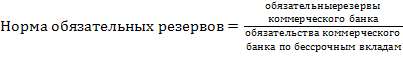 Норма обязательных резервов =
обязательныерезервы
коммерческого банка
обязательства коммерческого
банка по бессрочным вкладам